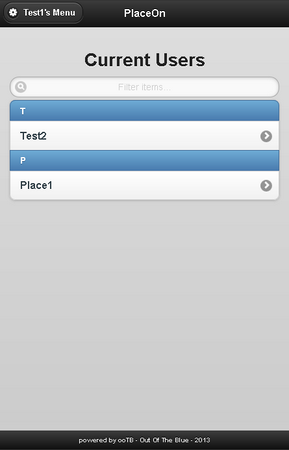 Test1's Menu
PlaceOn
Current Users
Filter items...
T
Test2
P
Place1
powered by ooTB - Out Of The Blue - 2013